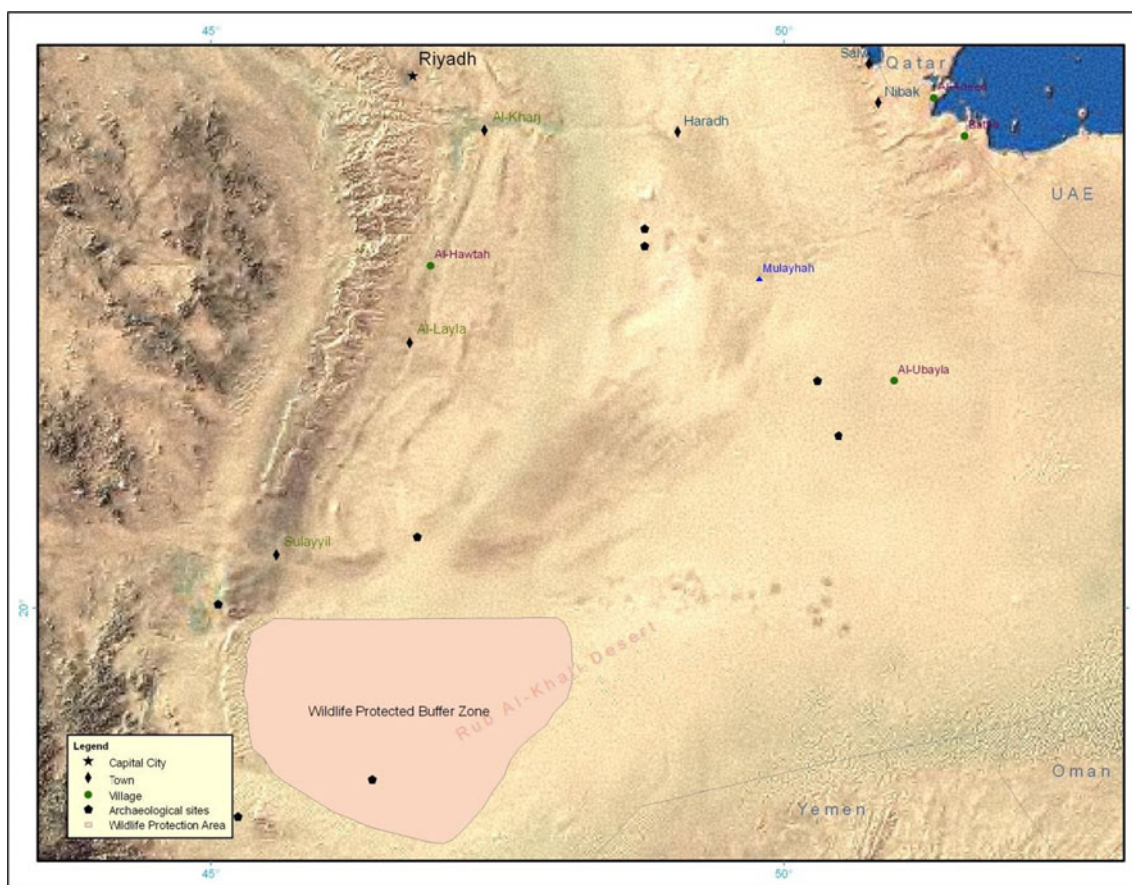 45°
50°
Riyadh
Qatar
Nibak
Al-Kharj
Haradh
Batha
UAE
Al-Hawtah
Mulayhah
Al-Layla
Al-Ubayla
Sulayyil
20°
Rub Al-Khali Desert
Wildlife Protected Buffer Zone
Legend
Capital City
Town
Village
Archaeological sites
Wildlife Protection Area
Oman
Yemen
45°
50°